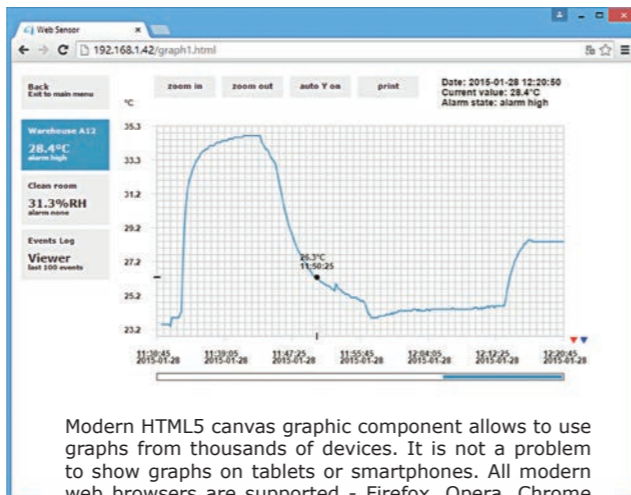 Web Sensor
192.168.1.42/graph1.html
Back
Exit to main menu
zoom in
zoom out
auto Y on
print
Date: 2015-01-28 12:20:50
Current value: 28.4°C
Alarm state: alarm high
Warehouse A12
28.4°C
alarm high
Clean room
31.3%RH
alarm none
Events Log
Viewer
last 100 events
°C
35.3
33.3
31.2
29.2
27.2
25.2
23.2
26.3°C
11:50:25
11:30:45
2015-01-28
11:39:05
2015-01-28
11:47:25
2015-01-28
11:55:45
2015-01-28
12:04:05
2015-01-28
12:12:25
2015-01-28
12:20:45
2015-01-28
Modern HTML5 canvas graphic component allows to use
graphs from thousands of devices. It is not a problem
to show graphs on tablets or smartphones. All modern
web browsers are supported - Firefox, Opera, Chrome